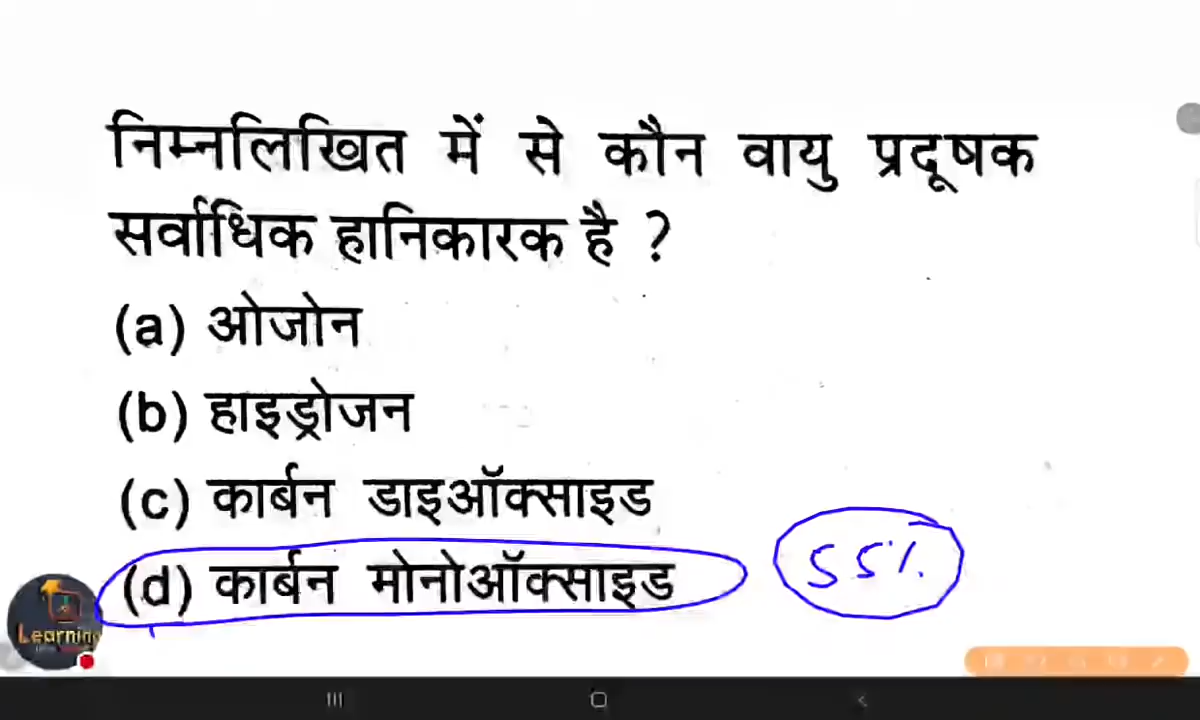 निम्नलिखित में से कौन वायु प्रदूषक
सर्वाधिक हानिकारक है ?
(a) ओजोन
(b) हाइड्रोजन
(c) कार्बन डाइऑक्साइड
(d) कार्बन मोनोऑक्साइड
55%
Learning